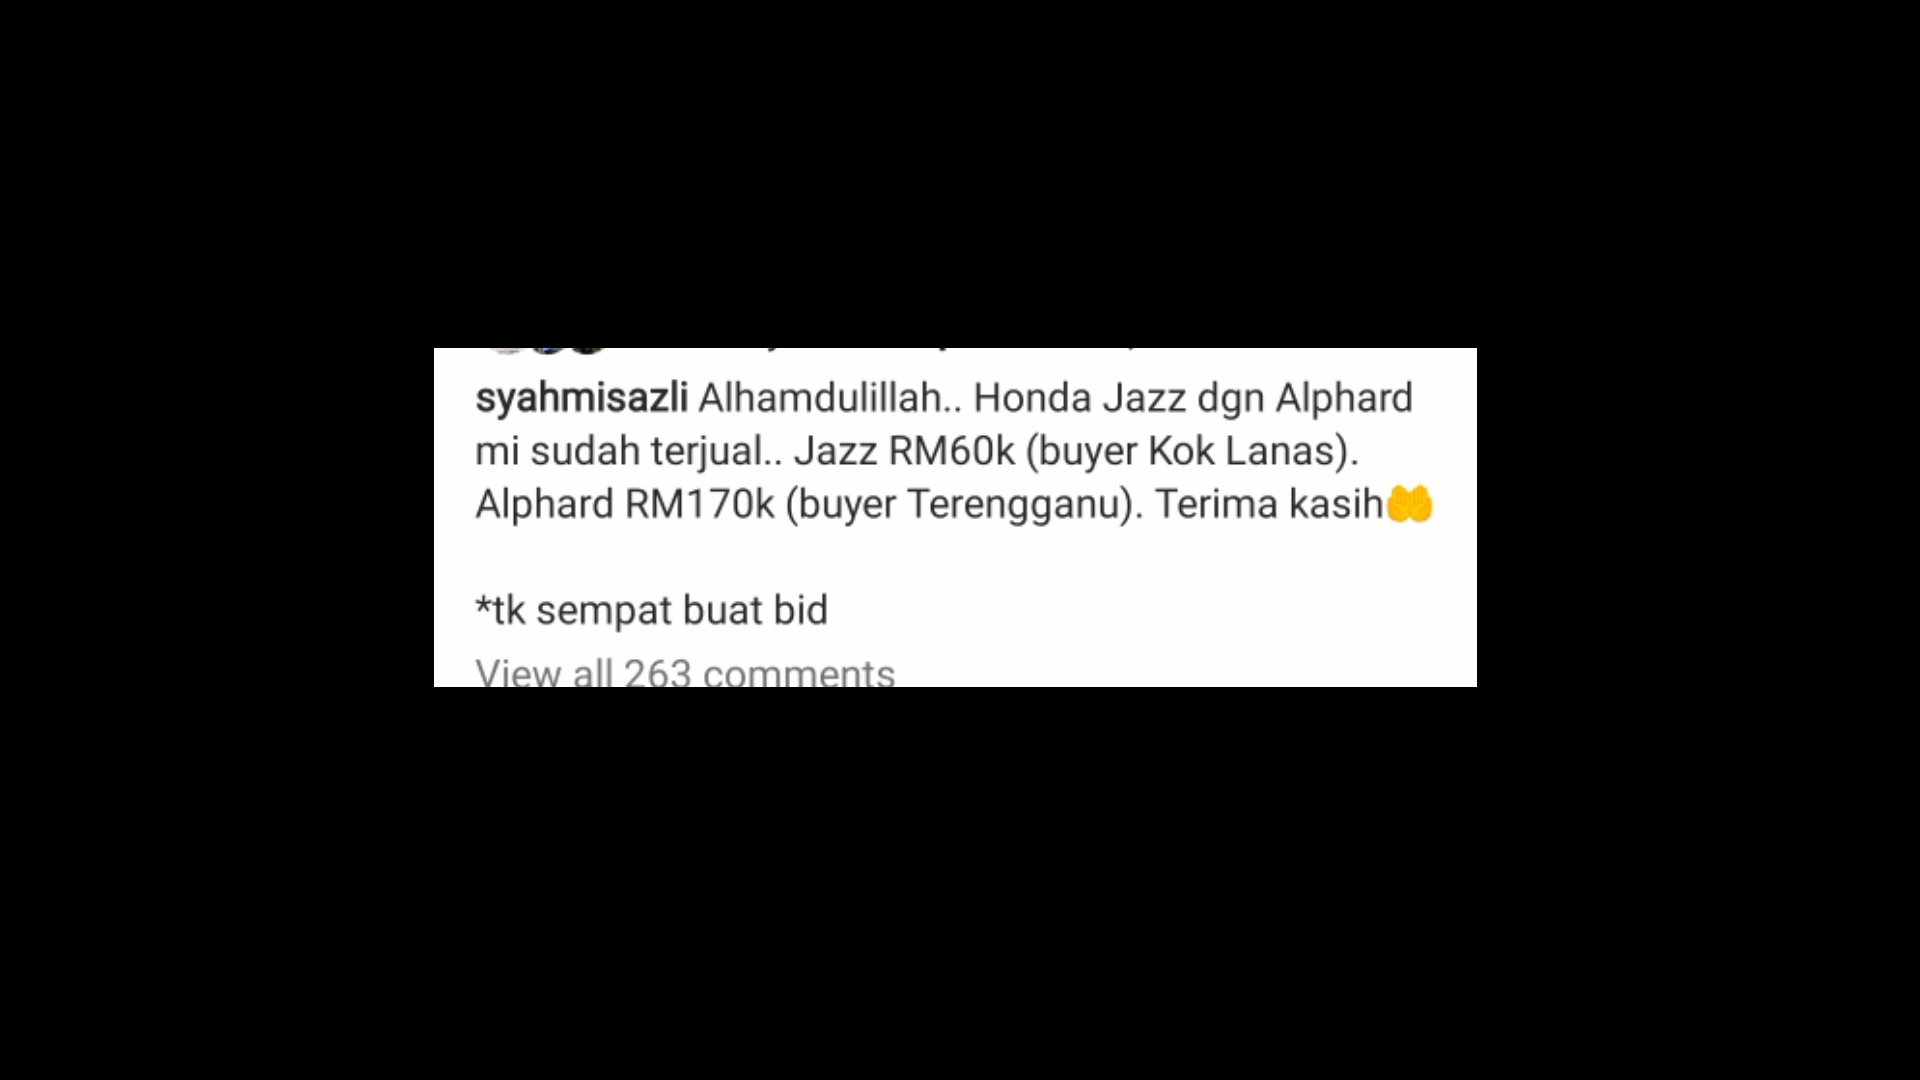 syahmisazli Alhamdulillah.. Honda Jazz dgn Alphard
mi sudah terjual.. Jazz RM60k (buyer Kok Lanas).
Alphard RM170k (buyer Terengganu). Terima kasih🤲
*tk sempat buat bid
View all 263 comments